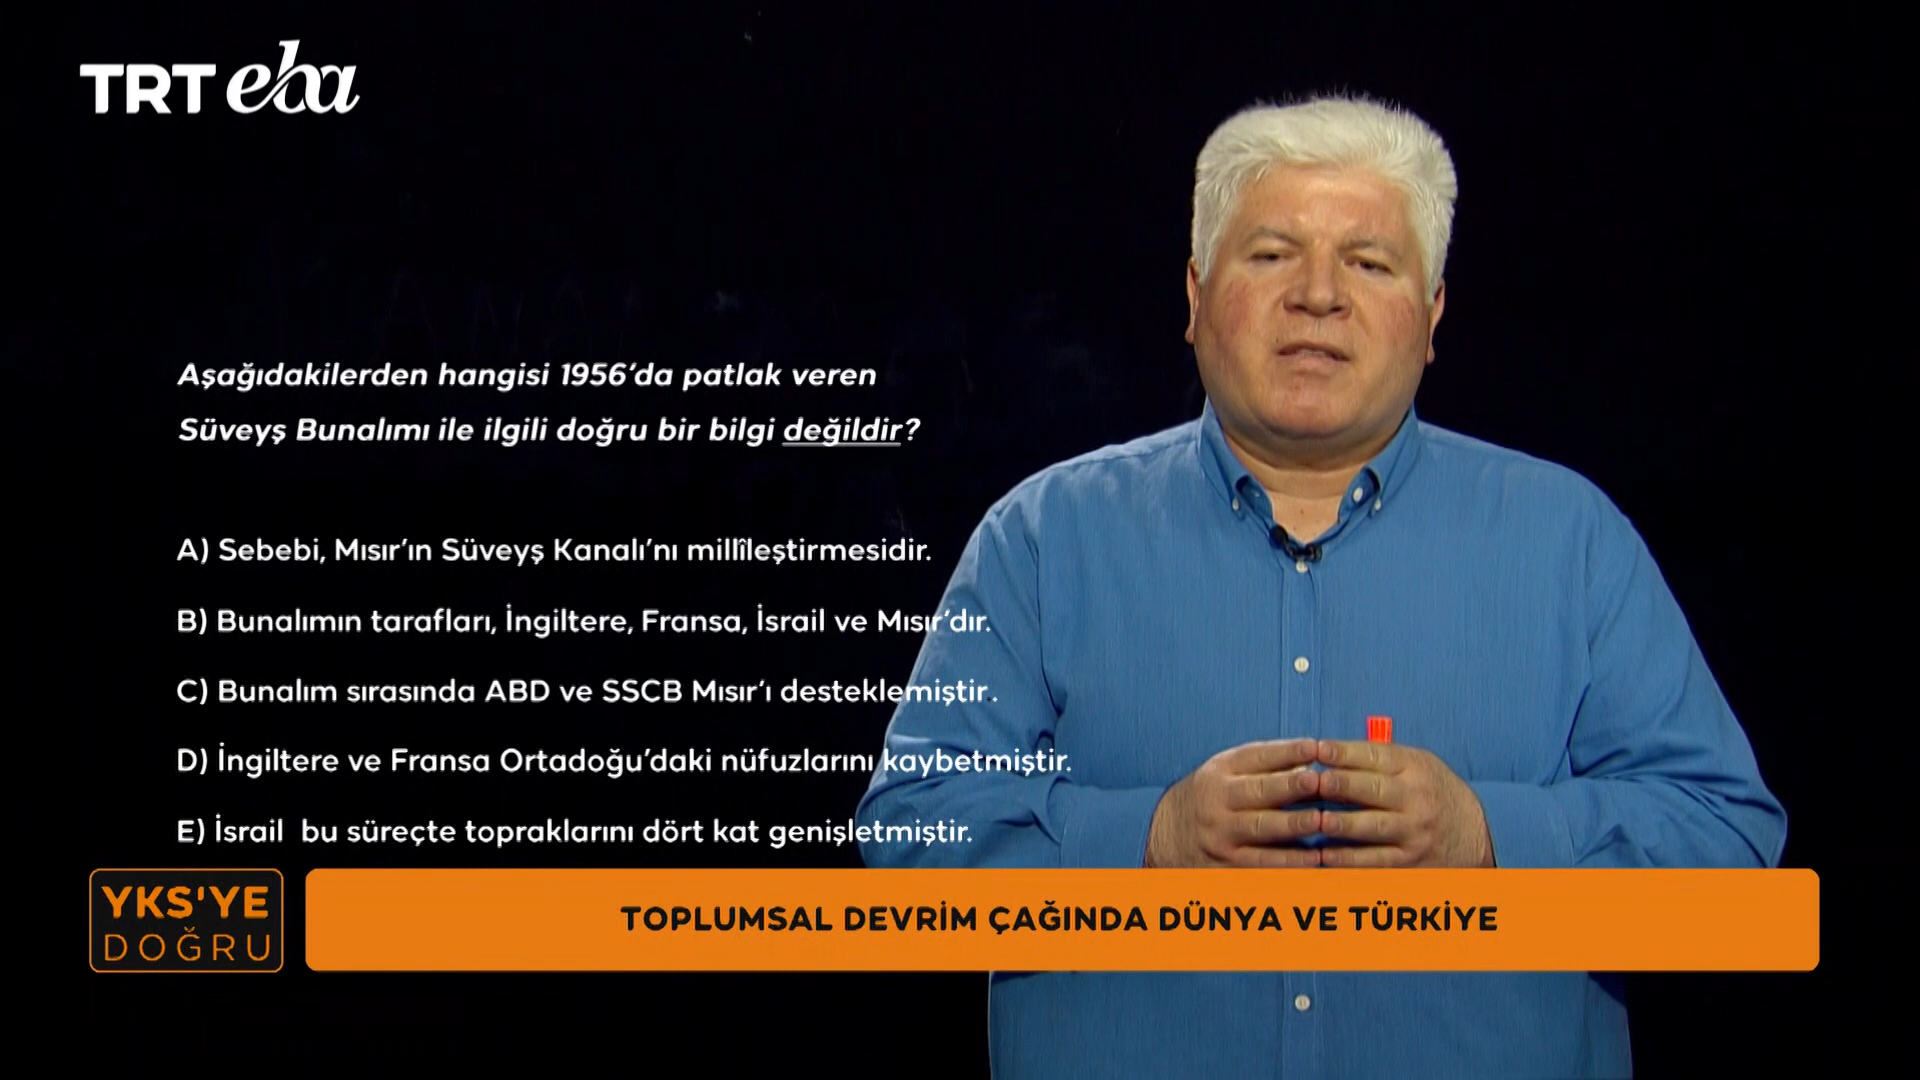 TRT eba
Aşağıdakilerden hangisi 1956'da patlak veren
Süveyş Bunalımı ile ilgili doğru bir bilgi değildir?
A) Sebebi, Mısır'ın Süveyş Kanalı'nı millîleştirmesidir.
B) Bunalımın tarafları, İngiltere, Fransa, İsrail ve Mısır'dır.
C) Bunalım sırasında ABD ve SSCB Mısır'ı desteklemiştir..
D) İngiltere ve Fransa Ortadoğu'daki nüfuzlarını kaybetmiştir.
E) İsrail  bu süreçte topraklarını dört kat genişletmiştir.
YKS'YE
DOĞRU
TOPLUMSAL DEVRİM ÇAĞINDA DÜNYA VE TÜRKİYE